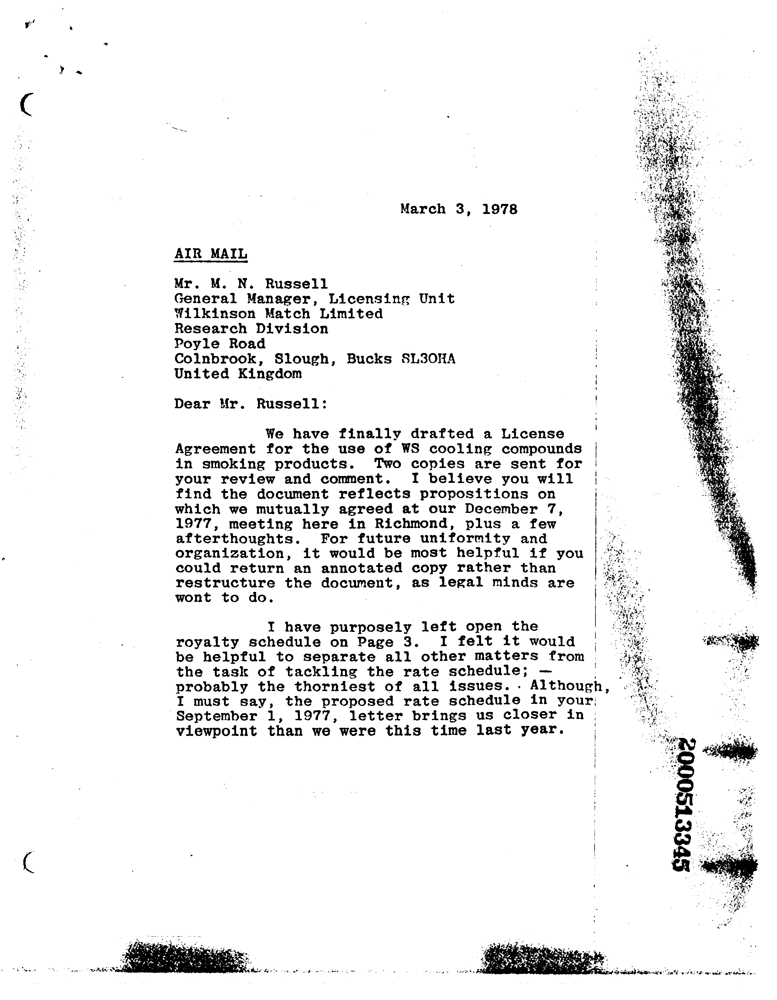 March 3, 1978
AIR MAIL
Mr. M. N. Russell
General Manager, Licensing Unit
Wilkinson Match Limited
Research Division
Poyle Road
Colnbrook, Slough, Bucks SL3OHA
United Kingdom
Dear Mr. Russell:
We have finally drafted a License
Agreement for the use of WS cooling compounds
in smoking products. Two copies are sent for
your review and comment. I believe you will
find the document reflects propositions on
which we mutually agreed at our December 7,
1977, meeting here in Richmond, plus a few
afterthoughts. For future uniformity and
organization, it would be most helpful if you
could return an annotated copy rather than
restructure the document, as legal minds are
wont to do.
I have purposely left open the
royalty schedule on Page 3. I felt it would
be helpful to separate all other matters from
the task of tackling the rate schedule; —
probably the thorniest of all issues. Although,
I must say, the proposed rate schedule in your
September 1, 1977, letter brings us closer in
viewpoint than we were this time last year.
2000513345